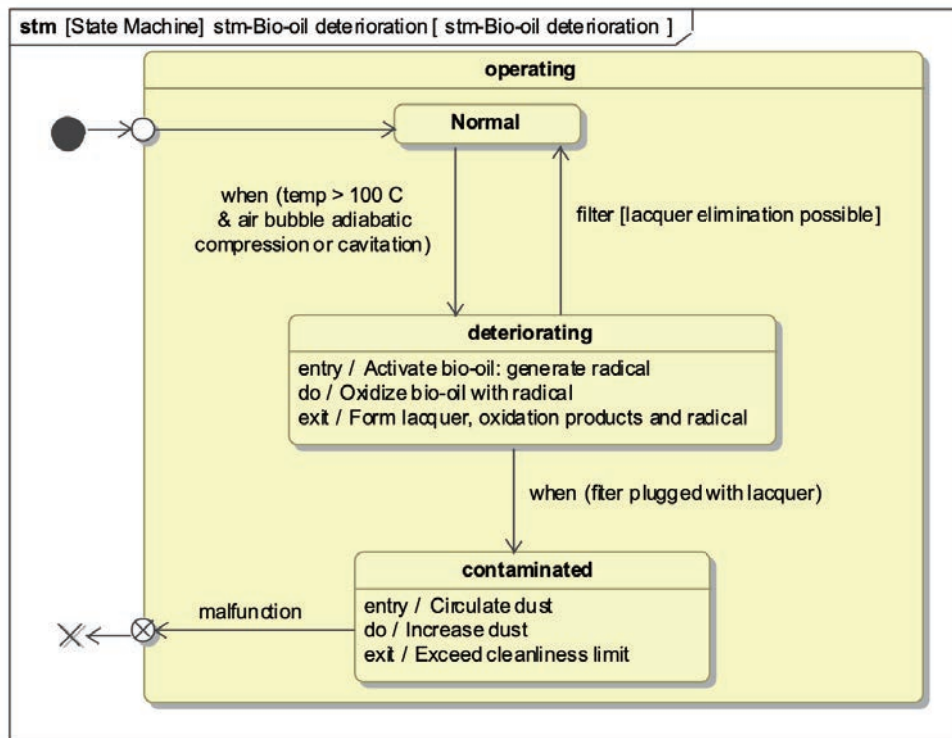 stm [State Machine] stm-Bio-oil deterioration [ stm-Bio-oil deterioration ]
operating
Normal
when (temp > 100 C
& air bubble adiabatic
compression or cavitation)
filter [lacquer elimination possible]
deteriorating
entry / Activate bio-oil: generate radical
do / Oxidize bio-oil with radical
exit / Form lacquer, oxidation products and radical
when (fiter plugged with lacquer)
contaminated
entry / Circulate dust
do / Increase dust
exit / Exceed cleanliness limit
malfunction